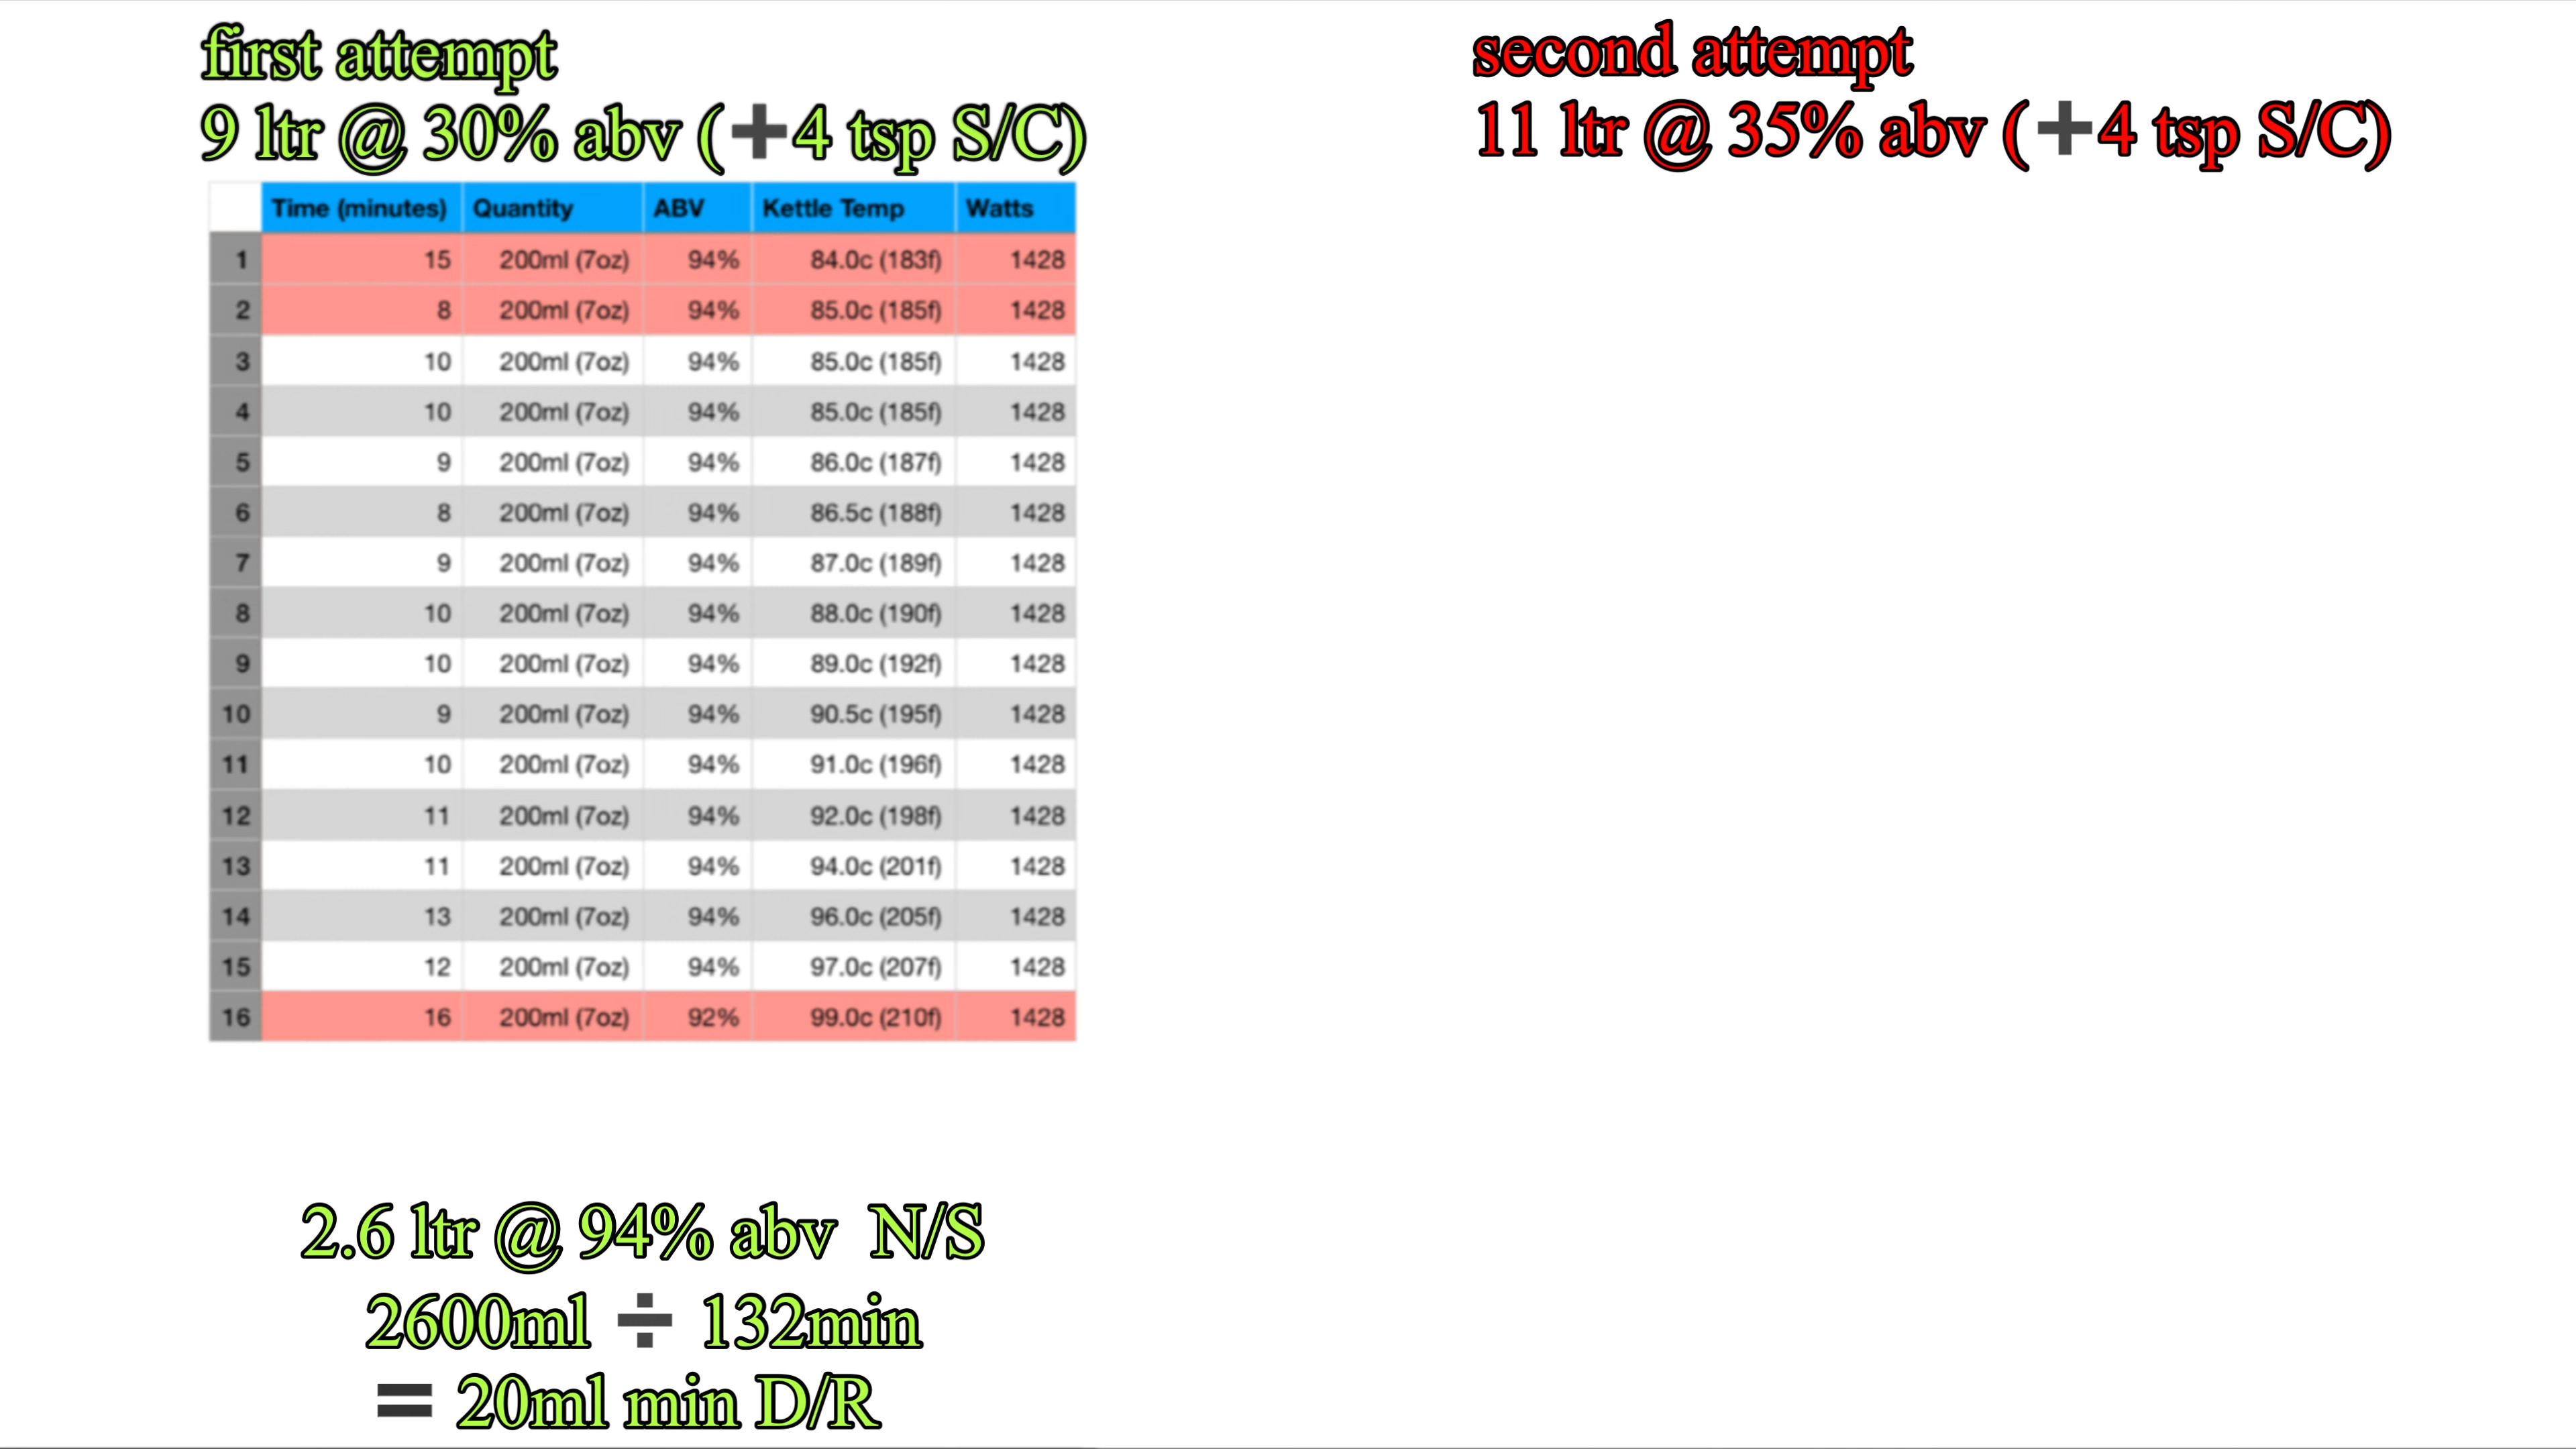 first attempt
9 ltr @ 30% abv (➕4 tsp S/C)
second attempt
11 ltr @ 35% abv (➕4 tsp S/C)
Time (minutes) Quantity ABV Kettle Temp Watts
1 15 200ml (7oz) 94% 84.0c (183f) 1428
2 8 200ml (7oz) 94% 85.0c (185f) 1428
3 10 200ml (7oz) 94% 85.0c (185f) 1428
4 10 200ml (7oz) 94% 85.0c (185f) 1428
5 9 200ml (7oz) 94% 86.0c (187f) 1428
6 8 200ml (7oz) 94% 86.5c (188f) 1428
7 9 200ml (7oz) 94% 87.0c (189f) 1428
8 10 200ml (7oz) 94% 88.0c (190f) 1428
9 10 200ml (7oz) 94% 89.0c (192f) 1428
10 9 200ml (7oz) 94% 90.5c (195f) 1428
11 10 200ml (7oz) 94% 91.0c (196f) 1428
12 11 200ml (7oz) 94% 92.0c (198f) 1428
13 11 200ml (7oz) 94% 94.0c (201f) 1428
14 13 200ml (7oz) 94% 96.0c (205f) 1428
15 12 200ml (7oz) 94% 97.0c (207f) 1428
16 16 200ml (7oz) 92% 99.0c (210f) 1428
2.6 ltr @ 94% abv N/S
2600ml ➗ 132min
= 20ml min D/R